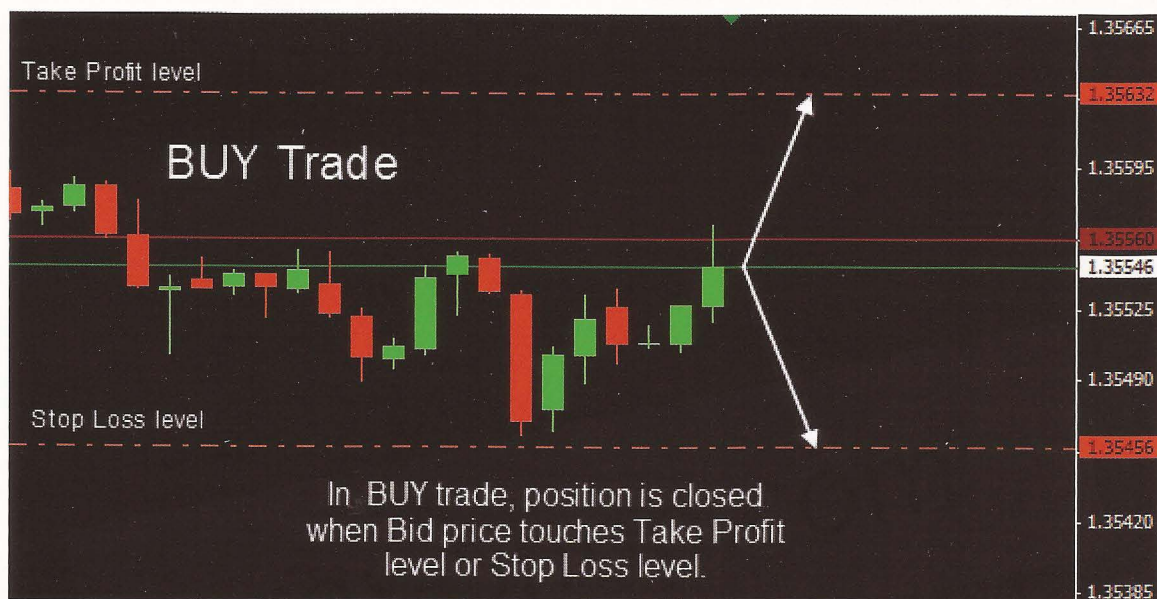 1.35665
Take Profit level
1.35632
BUY Trade
1.35595
1.35560
1.35546
1.35525
1.35490
Stop Loss level
1.35456
In BUY trade, position is closed
when Bid price touches Take Profit
level or Stop Loss level.
1.35420
1.35385